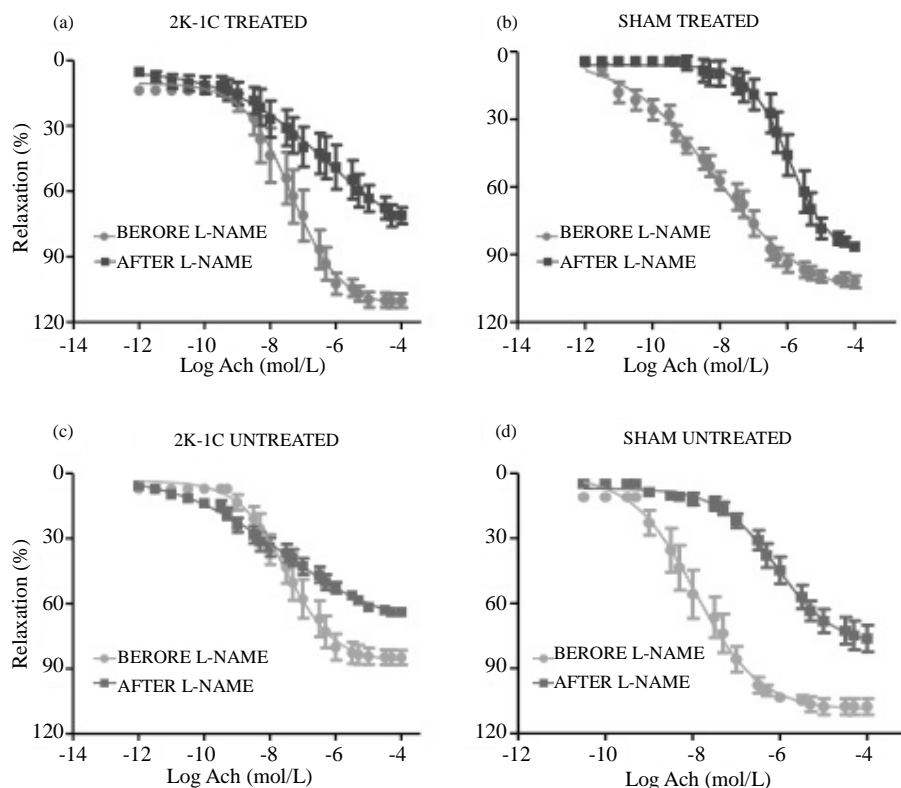 (a)
2K-1C TREATED
0
30
60
90
120
Relaxation (%)
BERORE L-NAME
AFTER L-NAME
-14 -12 -10 -8 -6 -4
Log Ach (mol/L)
(b)
SHAM TREATED
0
30
60
90
120
BERORE L-NAME
AFTER L-NAME
-14 -12 -10 -8 -6 -4
Log Ach (mol/L)
(c)
2K-1C UNTREATED
0
30
60
90
120
Relaxation (%)
BERORE L-NAME
AFTER L-NAME
-14 -12 -10 -8 -6 -4
Log Ach (mol/L)
(d)
SHAM UNTREATED
0
30
60
90
120
BERORE L-NAME
AFTER L-NAME
-12 -10 -8 -6 -4
Log Ach (mol/L)